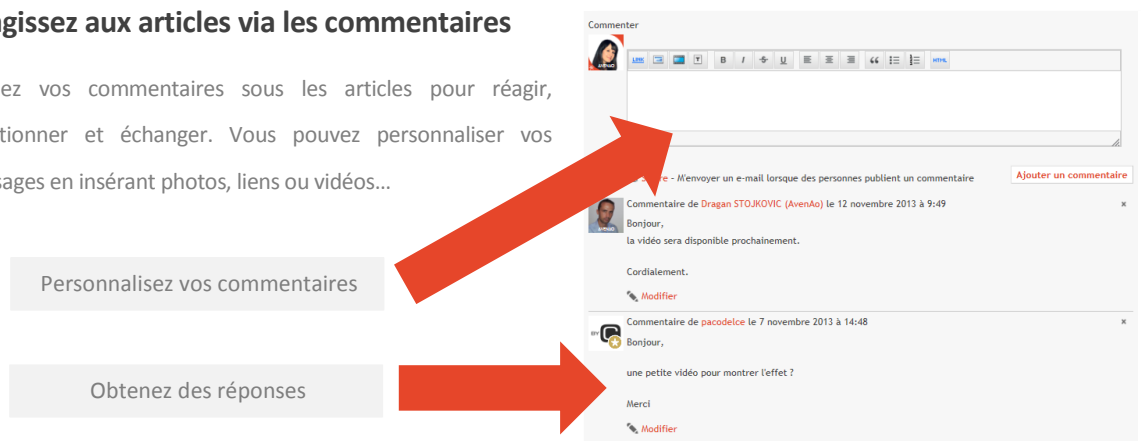 gissez aux articles via les commentaires
ez vos commentaires sous les articles pour réagir,
tionner et échanger. Vous pouvez personnaliser vos
sages en insérant photos, liens ou vidéos…
Personnalisez vos commentaires
Obtenez des réponses
Commenter
LINK B I S U HTML
re - M'envoyer un e-mail lorsque des personnes publient un commentaire
Ajouter un commentaire
Commentaire de Dragan STOJKOVIC (AvenAo) le 12 novembre 2013 à 9:49
Bonjour,
la vidéo sera disponible prochainement.
Cordialement.
Modifier
Commentaire de pacodelce le 7 novembre 2013 à 14:48
Bonjour,
une petite vidéo pour montrer l'effet ?
Merci
Modifier